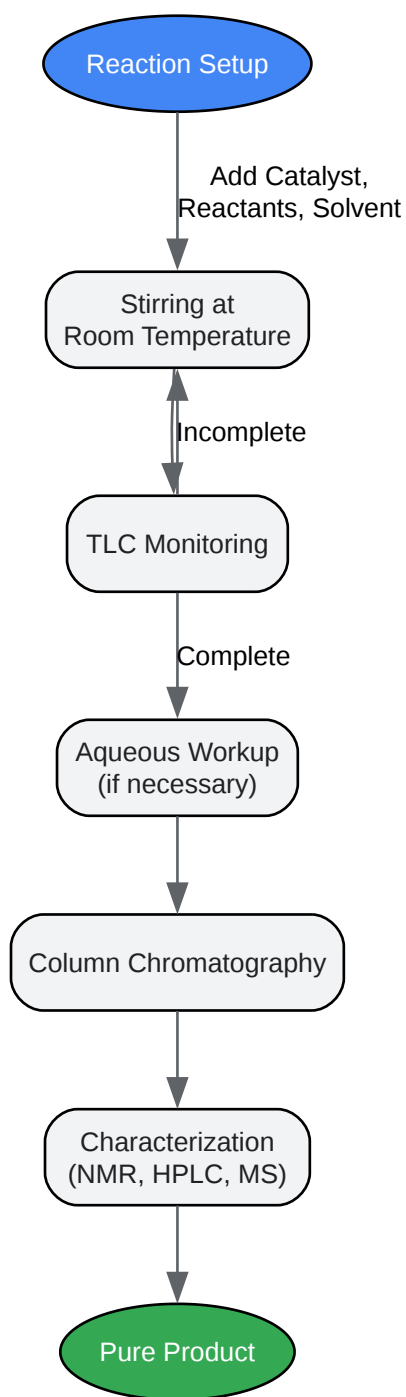 Reaction Setup
Add Catalyst,
Reactants, Solvent
Stirring at
Room Temperature
Incomplete
TLC Monitoring
Complete
Aqueous Workup
(if necessary)
Column Chromatography
Characterization
(NMR, HPLC, MS)
Pure Product